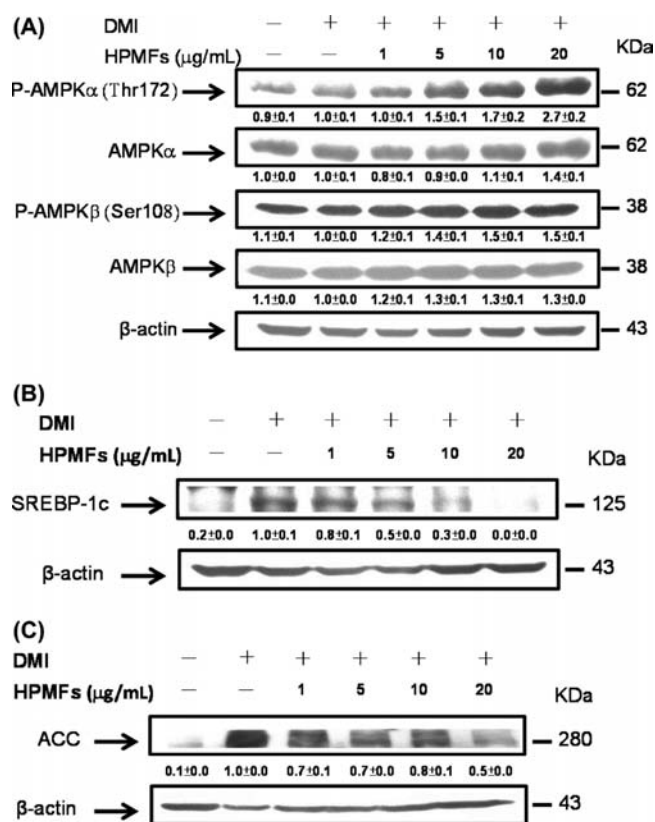 (A)
DMI – + + + + +
HPMFs (µg/mL) – – 1 5 10 20 KDa
P-AMPKα (Thr172) 62
0.9±0.1 1.0±0.1 1.0±0.1 1.5±0.1 1.7±0.2 2.7±0.2
AMPKα 62
1.0±0.0 1.0±0.1 0.8±0.1 0.9±0.0 1.1±0.1 1.4±0.1
P-AMPKβ (Ser108) 38
1.1±0.1 1.0±0.0 1.2±0.1 1.4±0.1 1.5±0.1 1.5±0.1
AMPKβ 38
1.1±0.0 1.0±0.0 1.2±0.1 1.3±0.1 1.3±0.1 1.3±0.0
β-actin 43
(B)
DMI – + + + + +
HPMFs (µg/mL) – – 1 5 10 20 KDa
SREBP-1c 125
0.2±0.0 1.0±0.1 0.8±0.1 0.5±0.0 0.3±0.0 0.0±0.0
β-actin 43
(C)
DMI – + + + + +
HPMFs (µg/mL) – – 1 5 10 20 KDa
ACC 280
0.1±0.0 1.0±0.0 0.7±0.1 0.7±0.0 0.8±0.1 0.5±0.0
β-actin 43